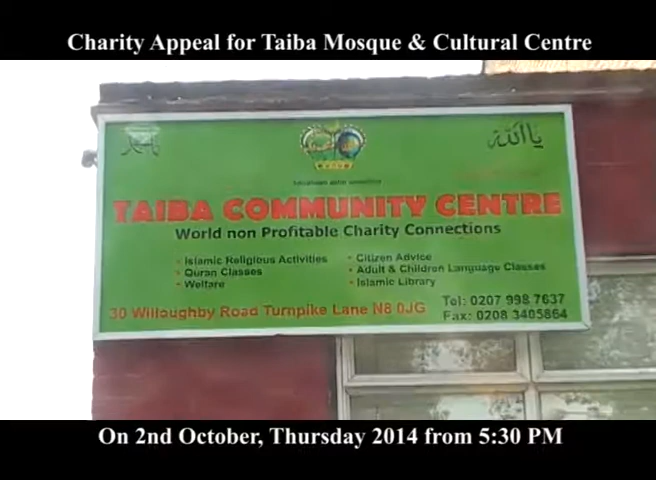 Charity Appeal for Taiba Mosque & Cultural Centre
يا الله
TAIBA COMMUNITY CENTRE
World non Profitable Charity Connections
• Islamic Religious Activities
• Quran Classes
• Welfare
• Citizen Advice
• Adult & Children Language Classes
• Islamic Library
30 Willoughby Road Turnpike Lane N8 0JG
Tel: 0207 998 7637
Fax: 0208 3405864
On 2nd October, Thursday 2014 from 5:30 PM